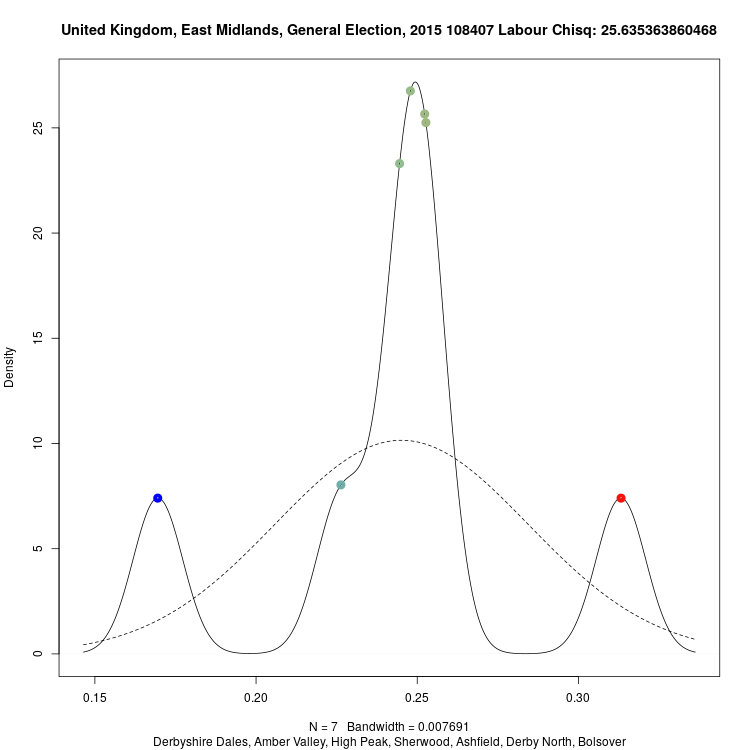 United Kingdom, East Midlands, General Election, 2015 108407 Labour Chisq: 25.635363860468
25
20
15
10
5
0
Density
0.15 0.20 0.25 0.30
N = 7 Bandwidth = 0.007691
Derbyshire Dales, Amber Valley, High Peak, Sherwood, Ashfield, Derby North, Bolsover